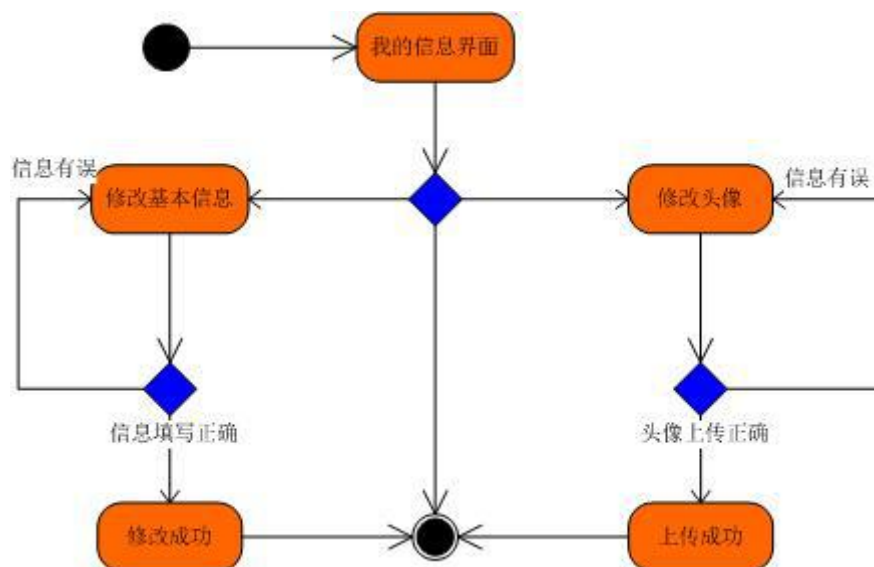 我的信息界面
信息有误
修改基本信息
修改头像
信息有误
信息填写正确
头像上传正确
修改成功
上传成功